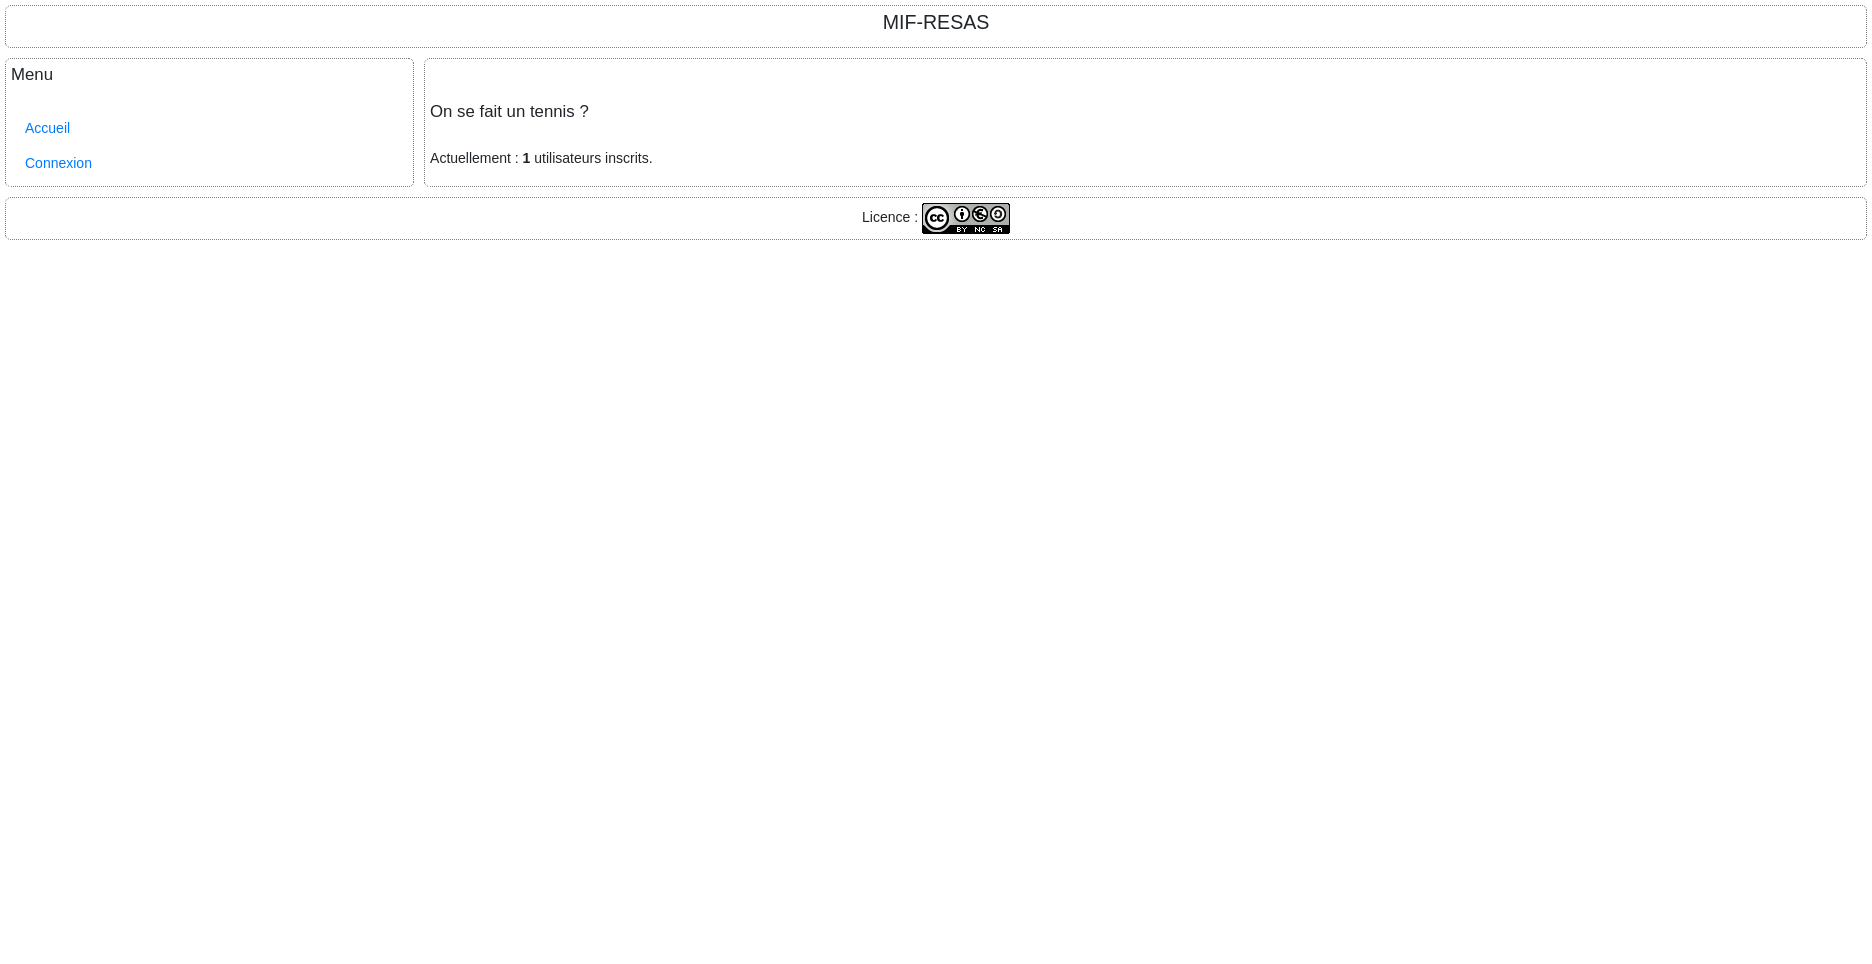 MIF-RESAS
Menu
Accueil
Connexion
On se fait un tennis ?
Actuellement : 1 utilisateurs inscrits.
Licence : cc BY NC SA